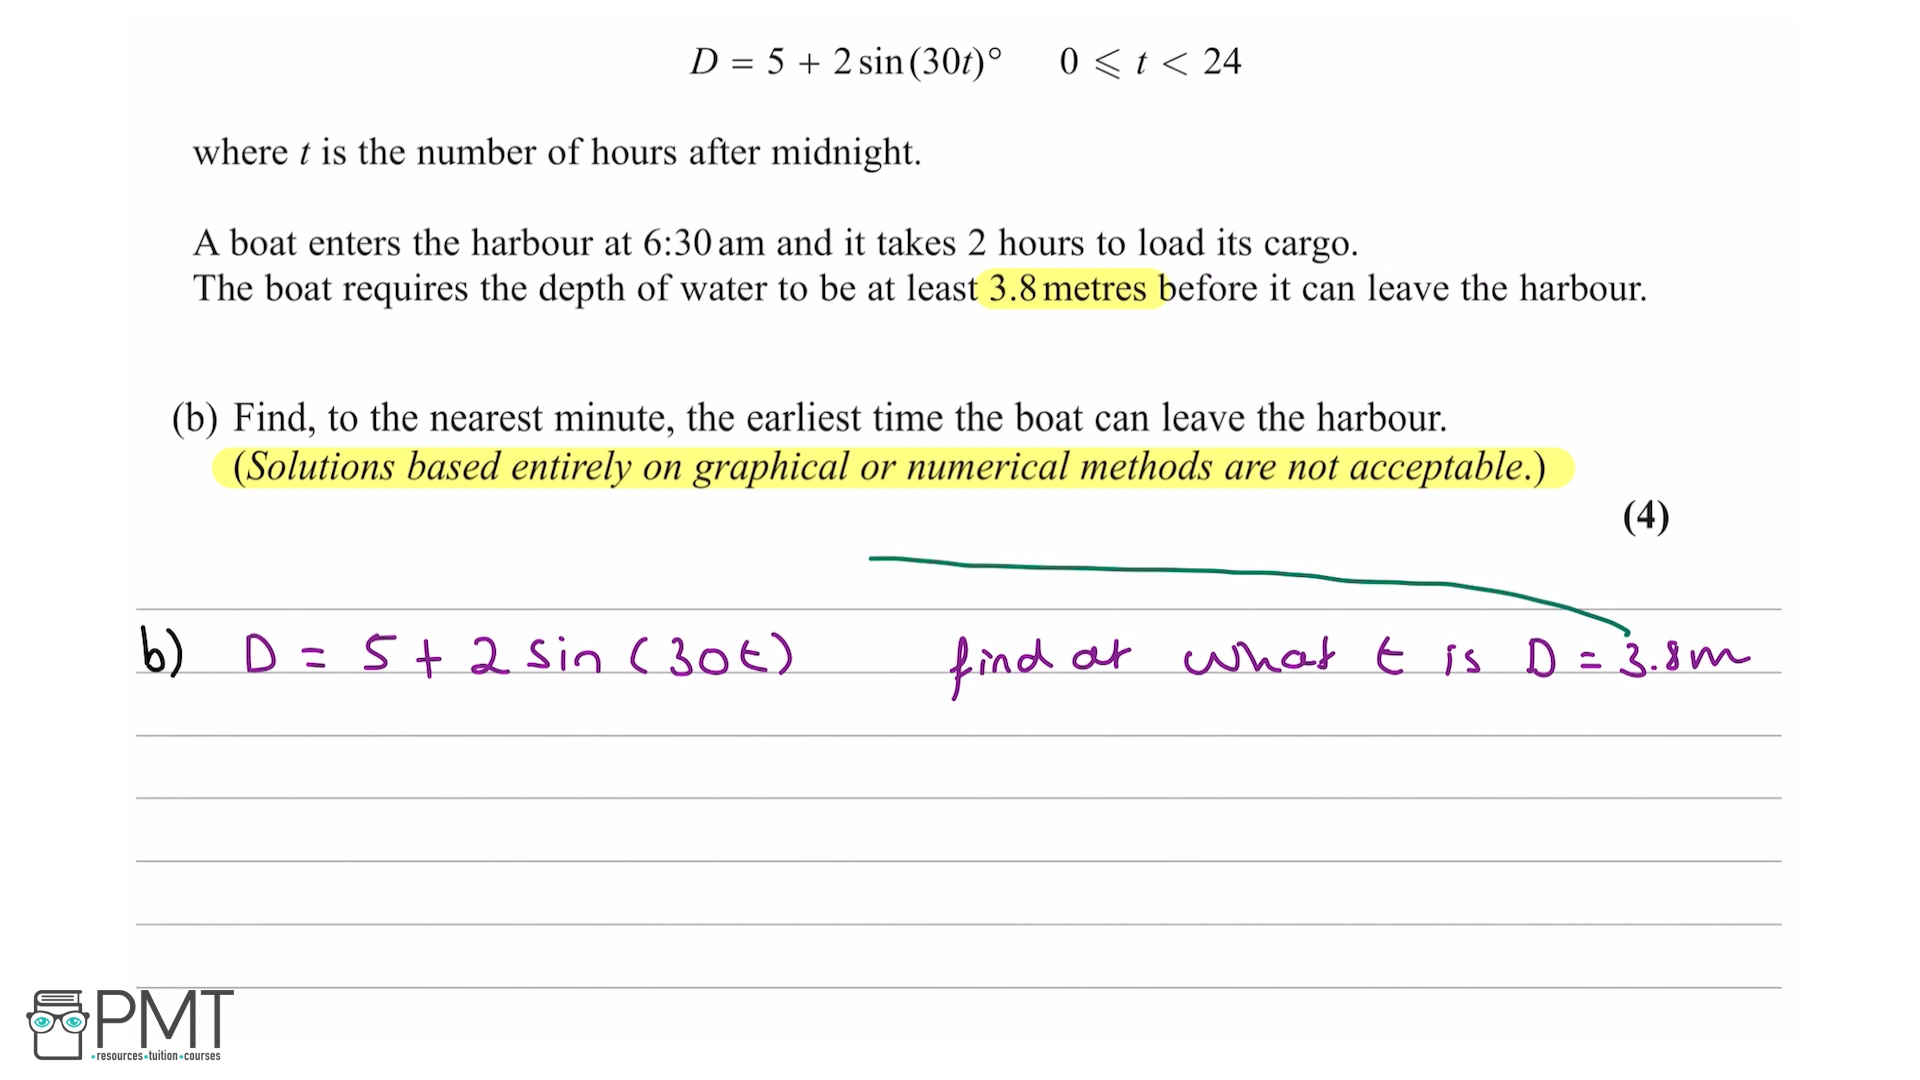 D = 5 + 2 sin (30t)° 0 ⩽ t < 24
where t is the number of hours after midnight.
A boat enters the harbour at 6:30 am and it takes 2 hours to load its cargo.
The boat requires the depth of water to be at least 3.8 metres before it can leave the harbour.
(b) Find, to the nearest minute, the earliest time the boat can leave the harbour.
(Solutions based entirely on graphical or numerical methods are not acceptable.)
(4)
b) D = 5 + 2 sin (30t) find at what t is D = 3.8m
PMT
•resources•tuition•courses